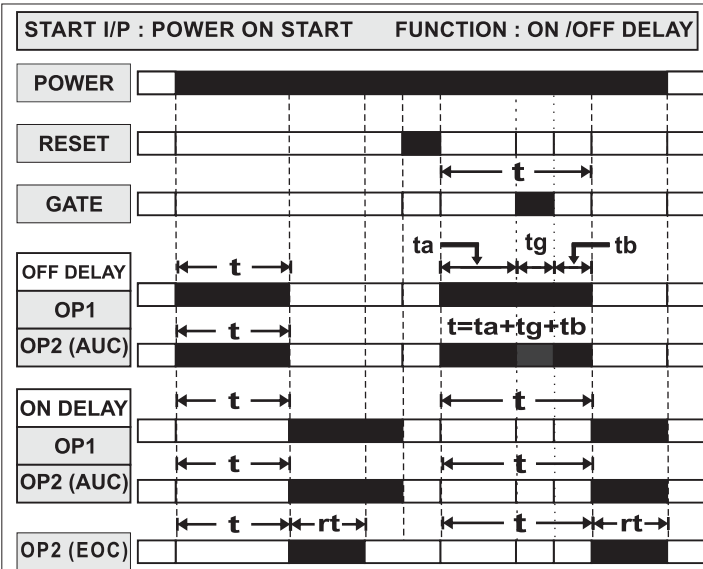 START I/P : POWER ON START FUNCTION : ON /OFF DELAY
POWER
RESET
t
GATE
ta tg tb
OFF DELAY t
OP1
t t=ta+tg+tb
OP2 (AUC)
t t
ON DELAY
OP1
t t
OP2 (AUC)
t rt t rt
OP2 (EOC)